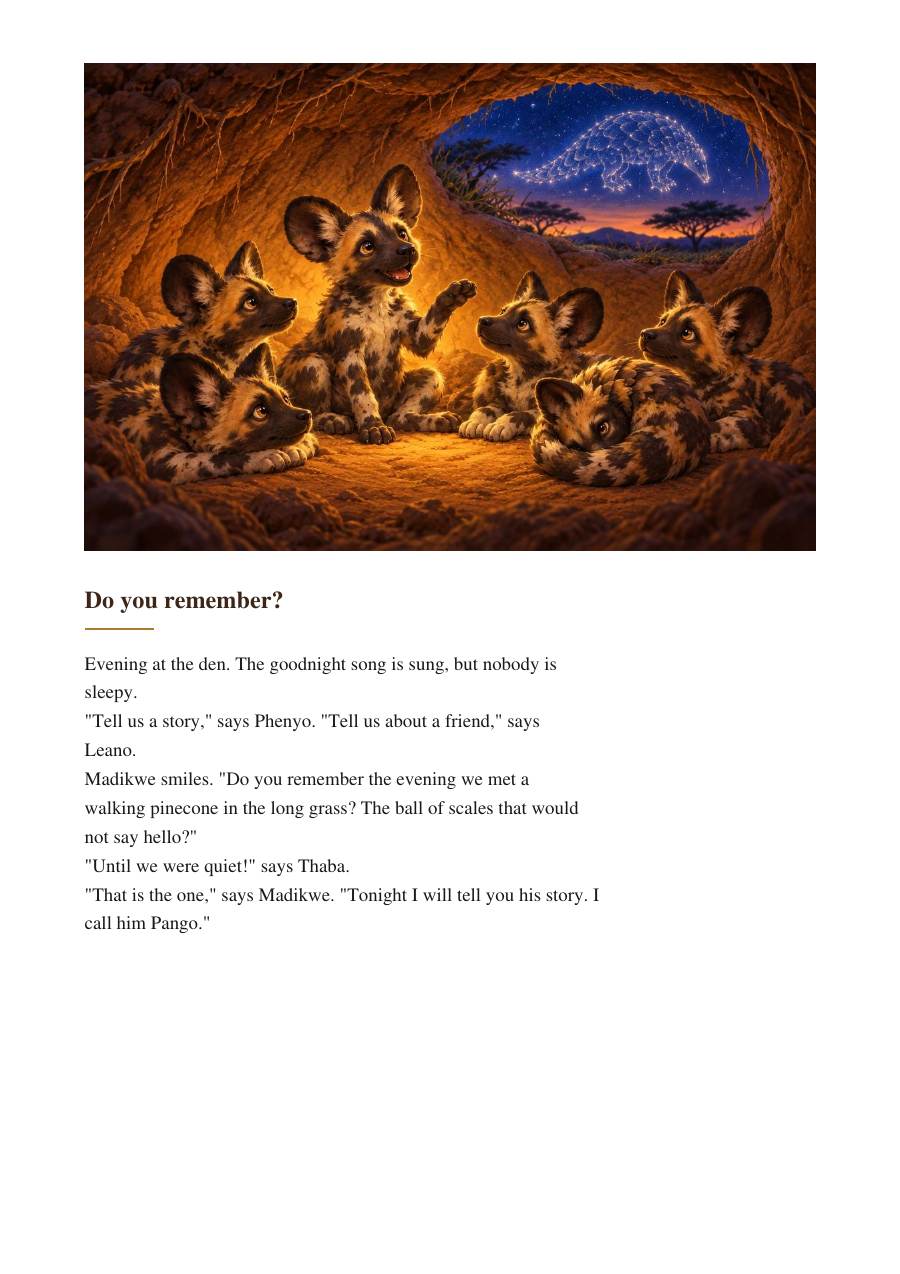 Do you remember?
Evening at the den. The goodnight song is sung, but nobody is
sleepy.
"Tell us a story," says Phenyo. "Tell us about a friend," says
Leano.
Madikwe smiles. "Do you remember the evening we met a
walking pinecone in the long grass? The ball of scales that would
not say hello?"
"Until we were quiet!" says Thaba.
"That is the one," says Madikwe. "Tonight I will tell you his story. I
call him Pango."